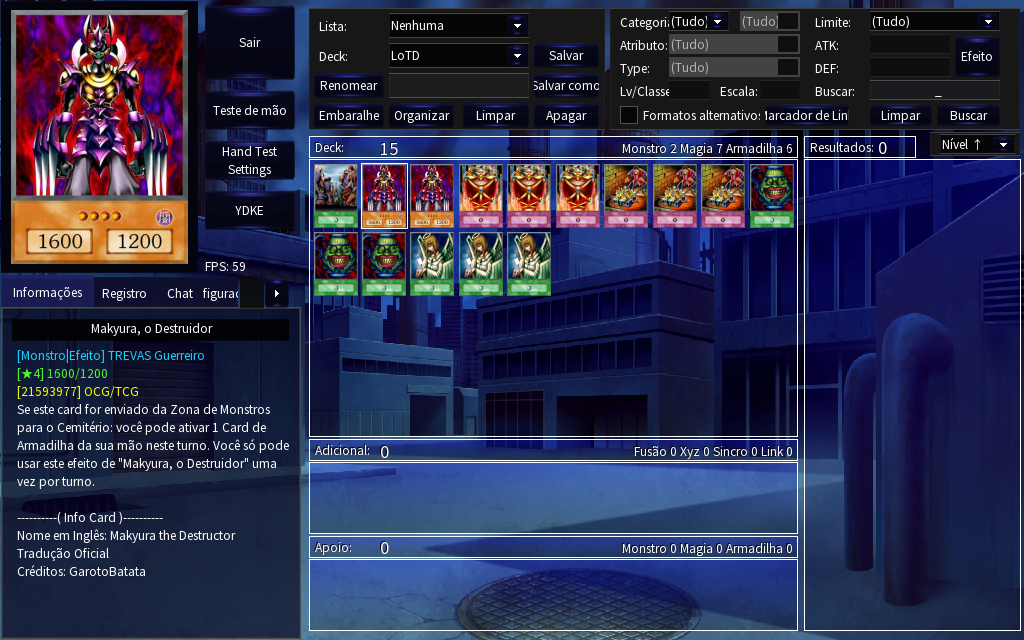 1600
1200
Sair
Teste de mão
Hand Test
Settings
YDKE
FPS: 59
Informações
Registro
Chat
figuraç
Makyura, o Destruidor
[Monstro|Efeito] TREVAS Guerreiro
[★4] 1600/1200
[21593977] OCG/TCG
Se este card for enviado da Zona de Monstros
para o Cemitério: você pode ativar 1 Card de
Armadilha da sua mão neste turno. Você só pode
usar este efeito de "Makyura, o Destruidor" uma
vez por turno.
----------( Info Card )----------
Nome em Inglês: Makyura the Destructor
Tradução Oficial
Créditos: GarotoBatata
Lista:
Nenhuma
Deck:
LoTD
Salvar
Renomear
Salvar como
Embaralhe
Organizar
Limpar
Apagar
Categoria
(Tudo)
(Tudo)
Limite:
(Tudo)
Atributo:
(Tudo)
ATK:
Efeito
Type:
(Tudo)
DEF:
Lv/Classe
Escala:
Buscar:
_
Formatos alternativos
Marcador de Lin
Limpar
Buscar
Deck: 15
Monstro 2 Magia 7 Armadilha 6
Resultados: 0
Nível ↑
Adicional: 0
Fusão 0 Xyz 0 Sincro 0 Link 0
Apoio: 0
Monstro 0 Magia 0 Armadilha 0